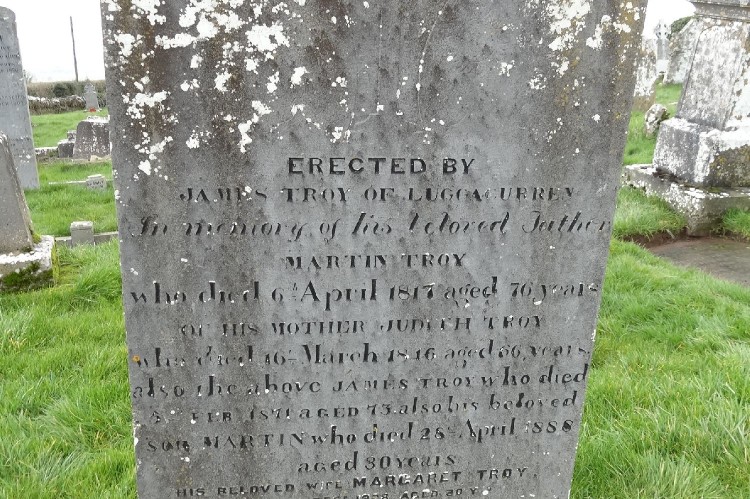 ERECTED BY
JAMES TROY OF LUGGACURREN
In memory of his beloved Father
MARTIN TROY
who died 6th April 1817 aged 76 years
OF HIS MOTHER JUDITH TROY
who died 16th March 1846 aged 66 years
also the above JAMES TROY who died
FEB 1871 AGED 73. also his beloved
SON MARTIN who died 28th April 1888
aged 80 years
HIS BELOVED WIFE MARGARET TROY,
AGED 80 Y